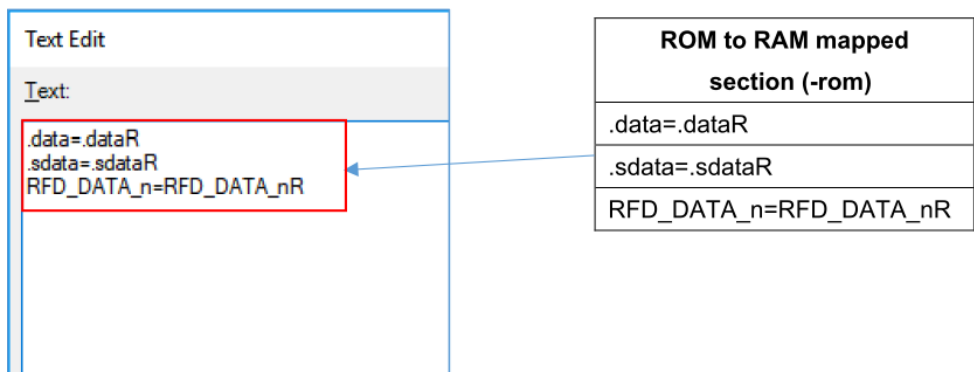 Text Edit
Text:
.data=.dataR
.sdata=.sdataR
RFD_DATA_n=RFD_DATA_nR
ROM to RAM mapped
section (-rom)
.data=.dataR
.sdata=.sdataR
RFD_DATA_n=RFD_DATA_nR